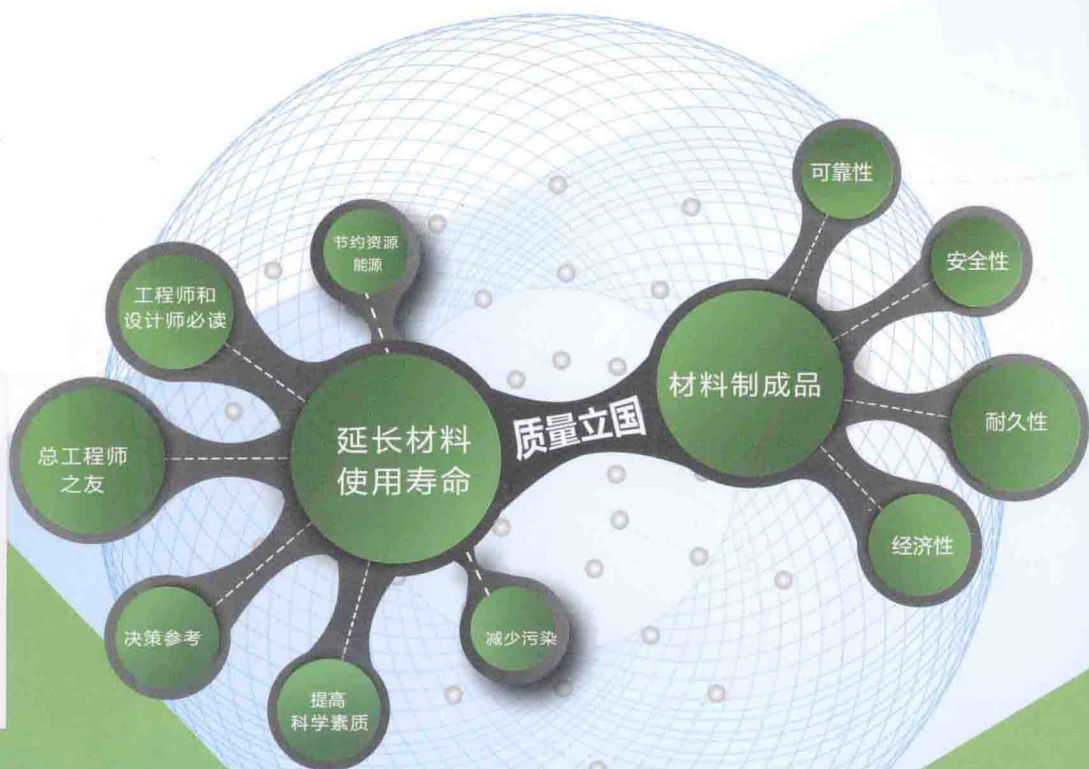 节约资源
能源
工程师和
设计师必读
总工程师
之友
决策参考
提高
科学素质
减少污染
延长材料
使用寿命
质量立国
材料制成品
可靠性
安全性
耐久性
经济性